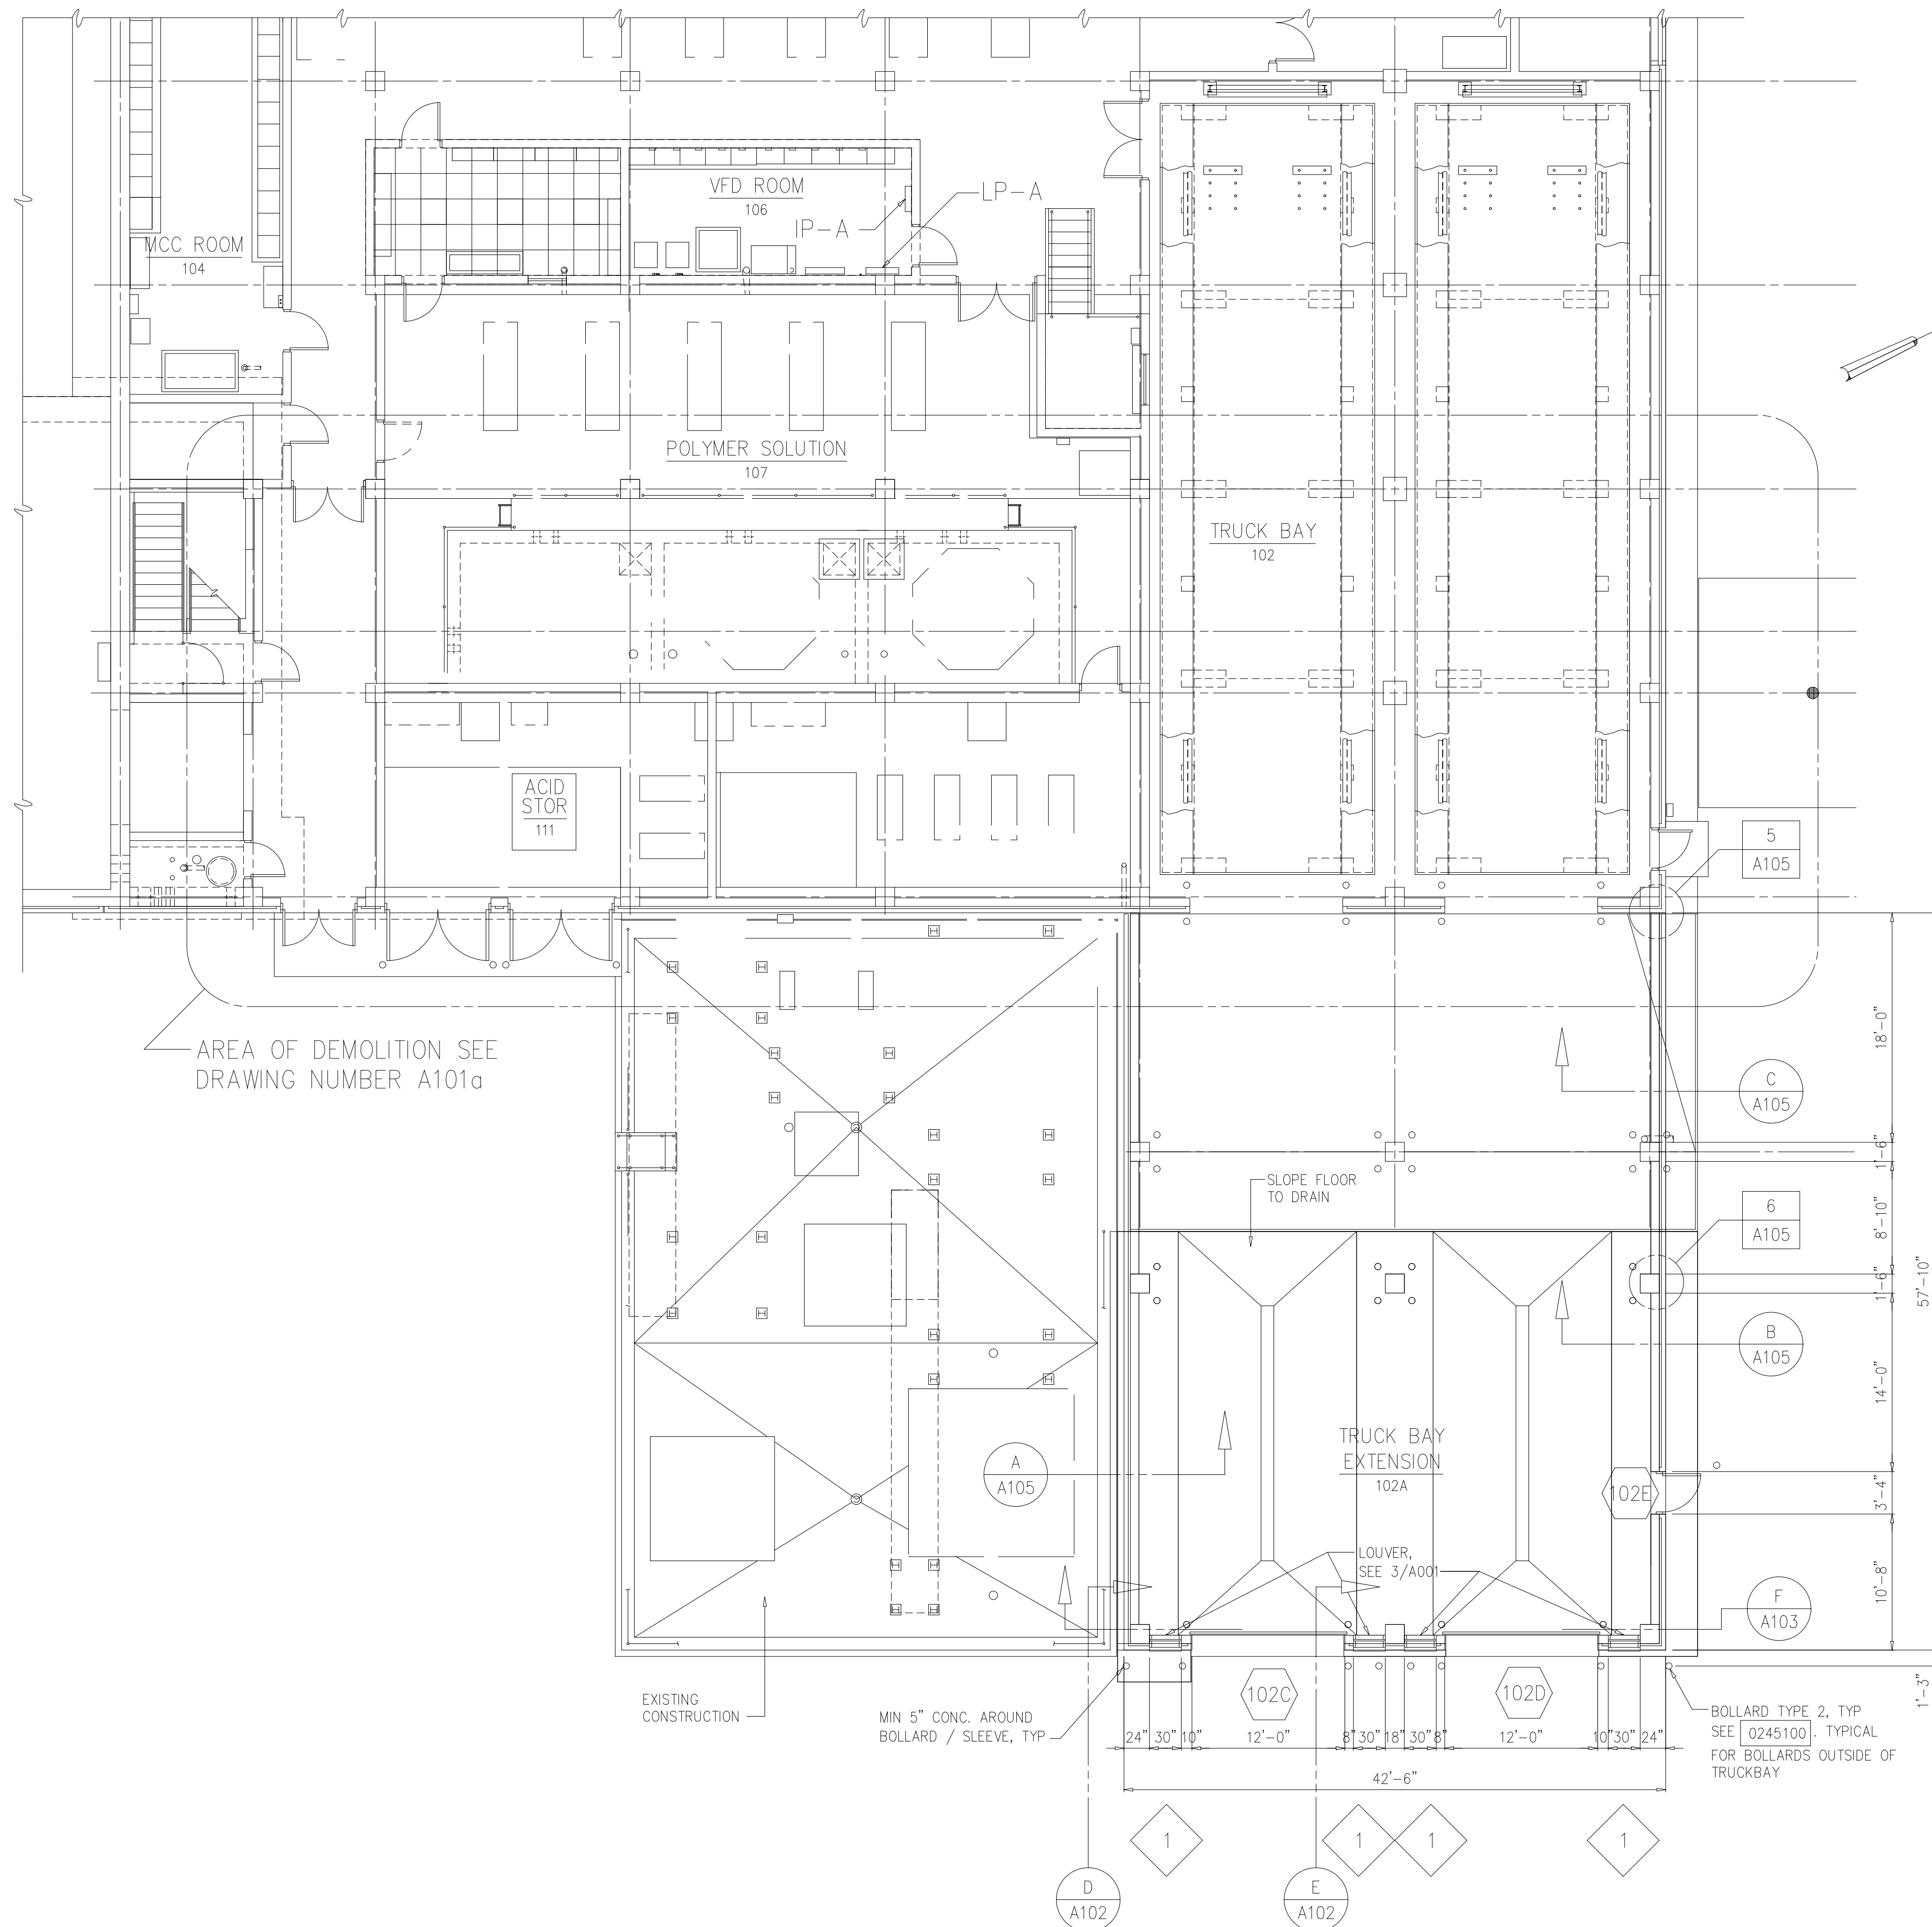 VFD ROOM
106
LP-A
IP-A
MCC ROOM
104
POLYMER SOLUTION
107
TRUCK BAY
102
ACID
STOR
111
5
A105
AREA OF DEMOLITION SEE
DRAWING NUMBER A101a
18'-0"
C
A105
1'-6"
SLOPE FLOOR
TO DRAIN
6
A105
8'-10"
1'-6"
57'-10"
B
A105
14'-0"
A
A105
TRUCK BAY
EXTENSION
102A
102E
3'-4"
LOUVER,
SEE 3/A001
10'-8"
F
A103
EXISTING
CONSTRUCTION
MIN 5" CONC. AROUND
BOLLARD / SLEEVE, TYP
102C
102D
1'-3"
BOLLARD TYPE 2, TYP
SEE 0245100. TYPICAL
FOR BOLLARDS OUTSIDE OF
TRUCKBAY
24" 30" 10" 12'-0" 8" 30" 18" 30" 8" 12'-0" 10" 30" 24"
42'-6"
1 1 1 1
D
A102
E
A102